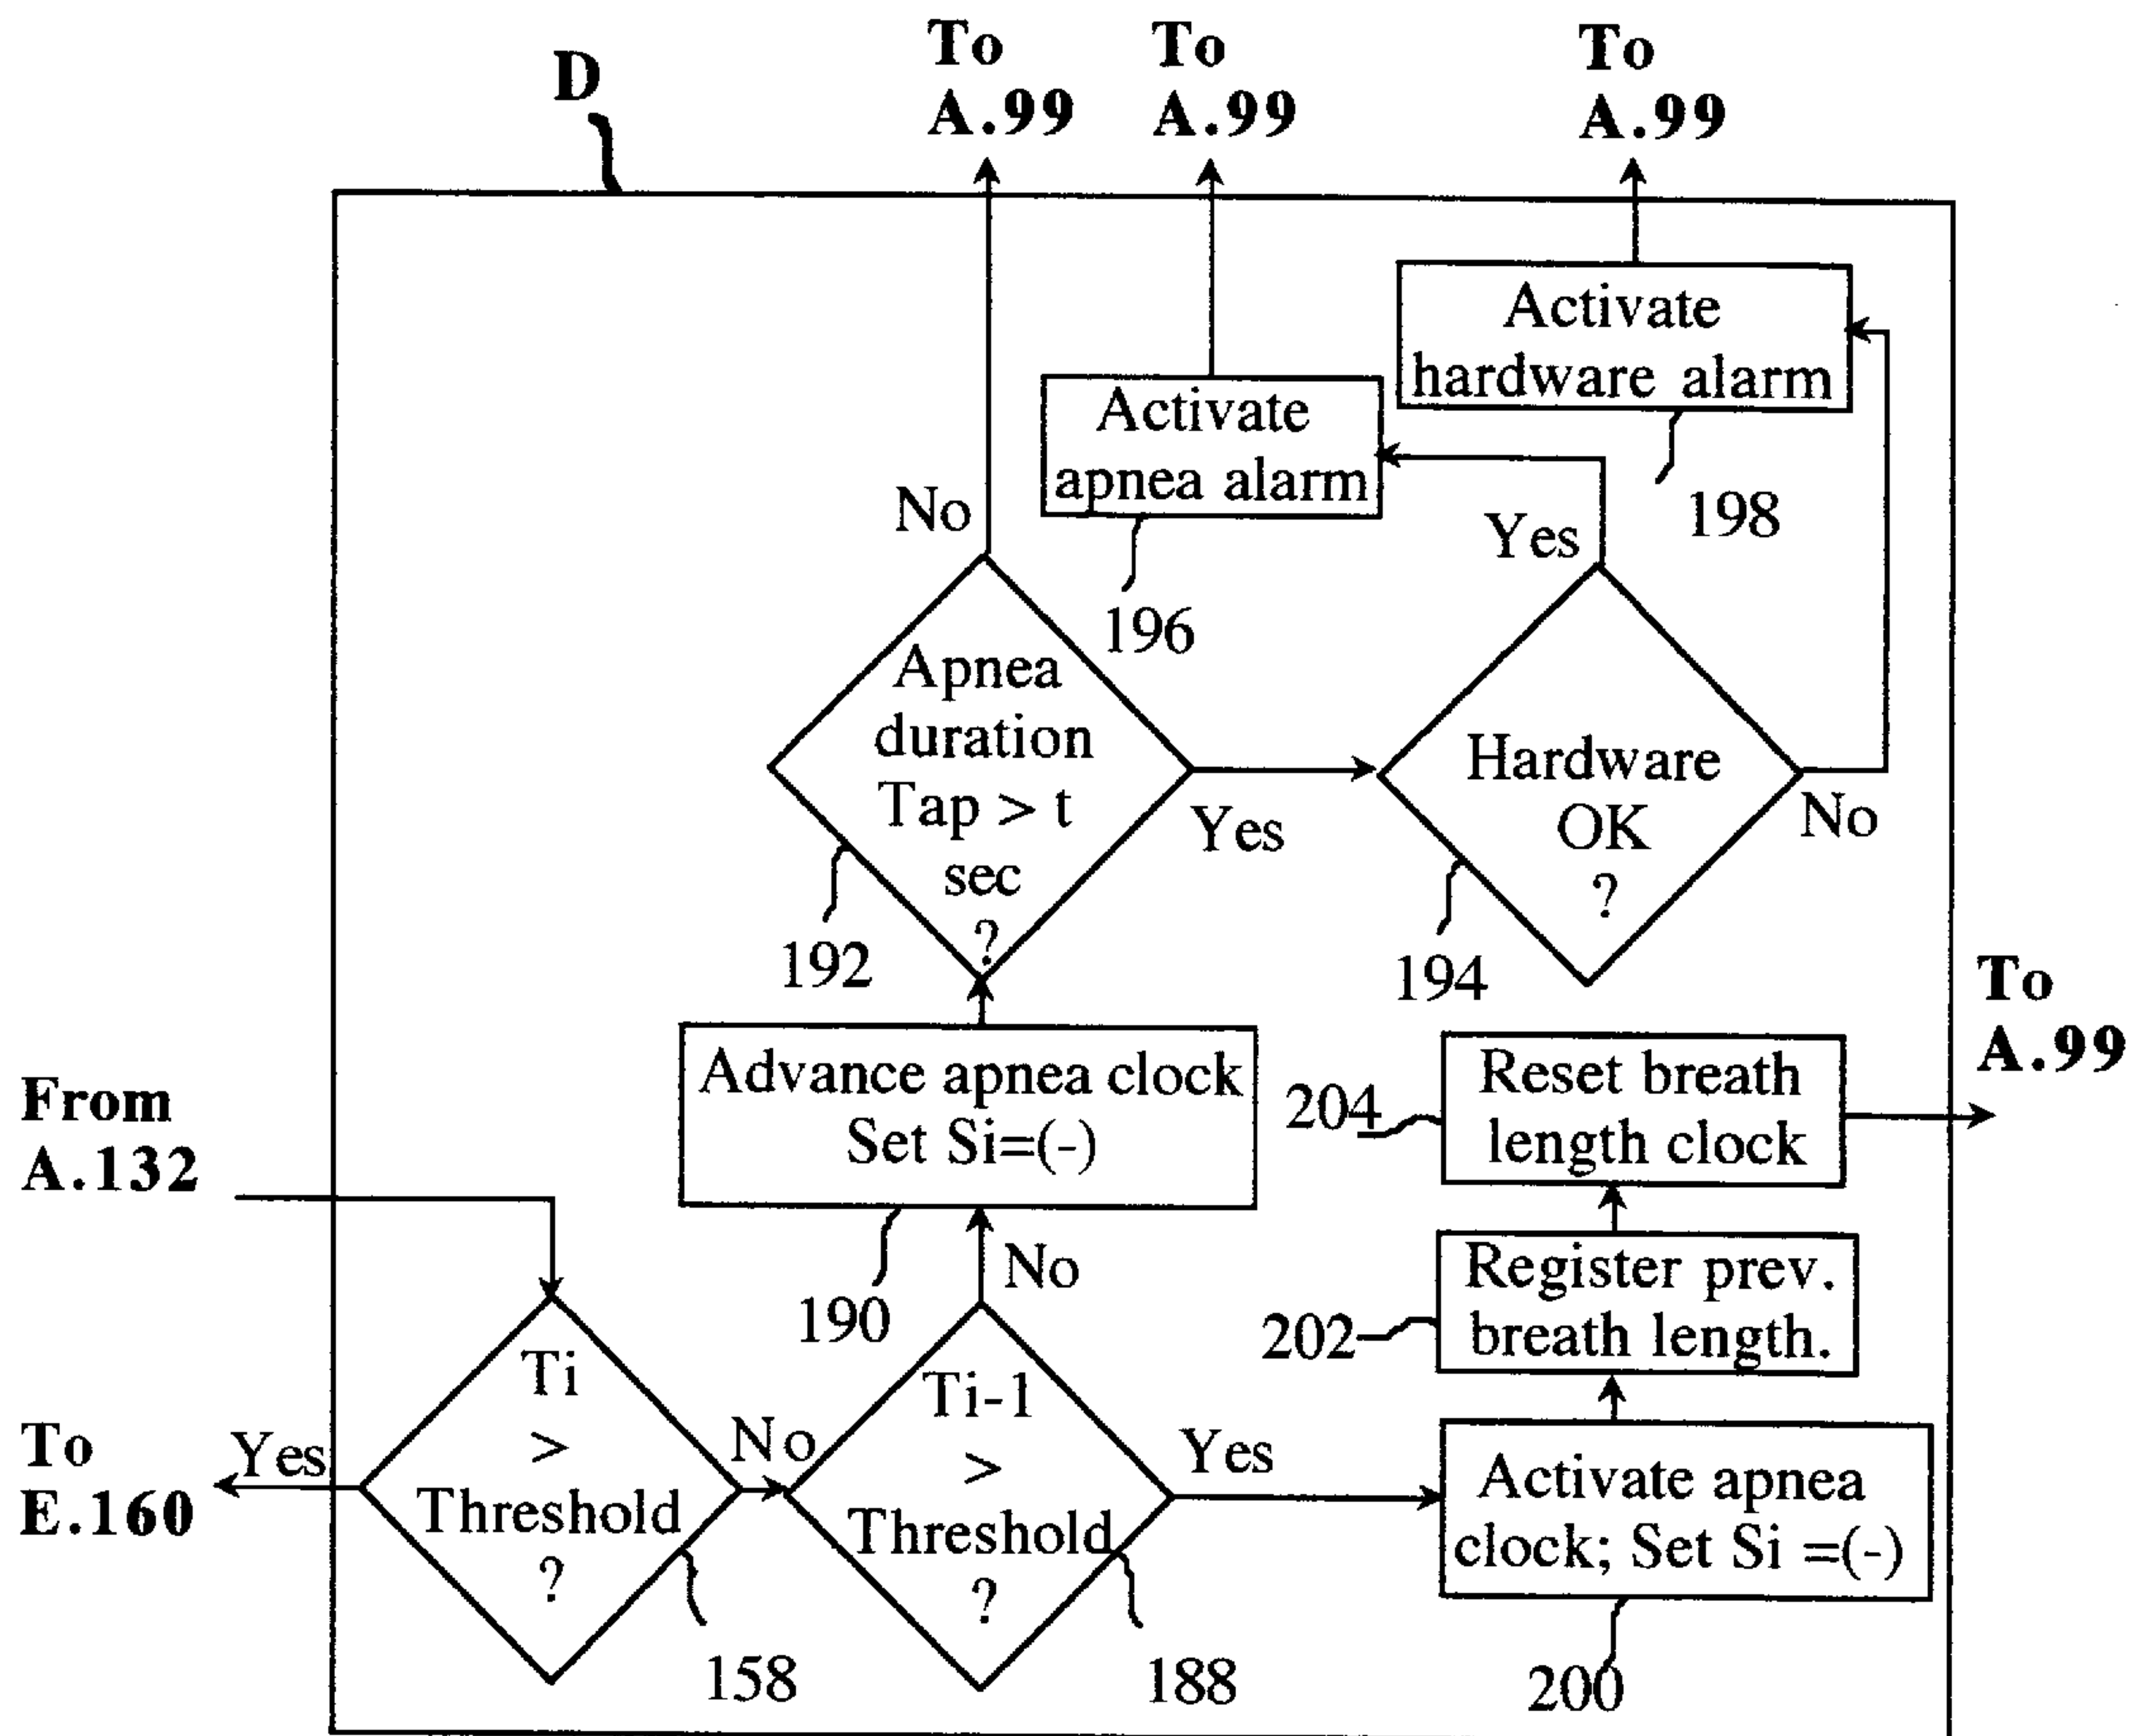 D
To
A.99
To
A.99
To
A.99
Activate
hardware alarm
198
Activate
apnea alarm
196
No
Yes
Apnea
duration
Tap > t
sec
?
192
Yes
Hardware
OK
?
194
No
To
A.99
Advance apnea clock
Set Si=(-)
190
Reset breath
length clock
204
From
A.132
No
Register prev.
breath length.
202
Ti
>
Threshold
?
158
To
E.160
Yes
No
Ti-1
>
Threshold
?
188
Yes
Activate apnea
clock; Set Si =(-)
200